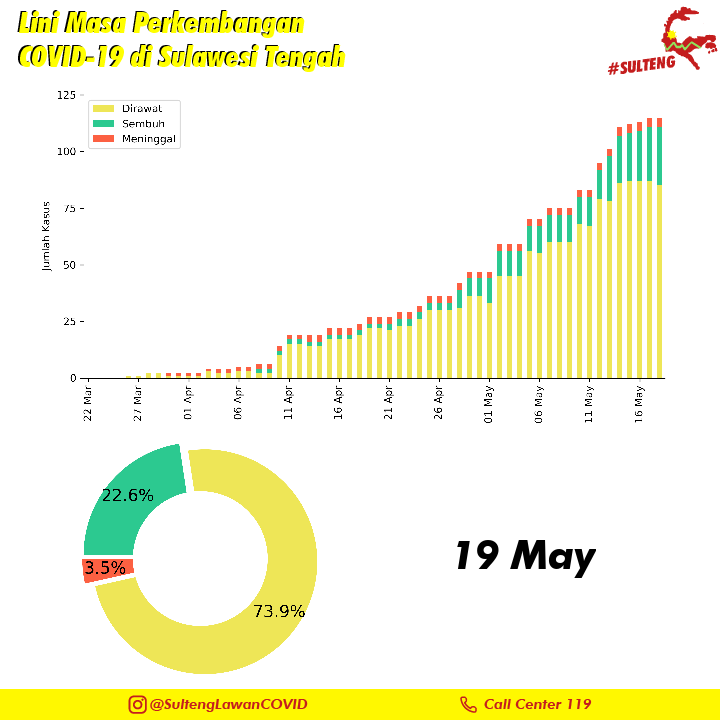 Lini Masa Perkembangan
COVID-19 di Sulawesi Tengah
#SULTENG
125
100
75
50
25
0
Jumlah Kasus
Dirawat
Sembuh
Meninggal
22 Mar
27 Mar
01 Apr
06 Apr
11 Apr
16 Apr
21 Apr
26 Apr
01 May
06 May
11 May
16 May
22.6%
3.5%
73.9%
19 May
@SultengLawanCOVID
Call Center 119